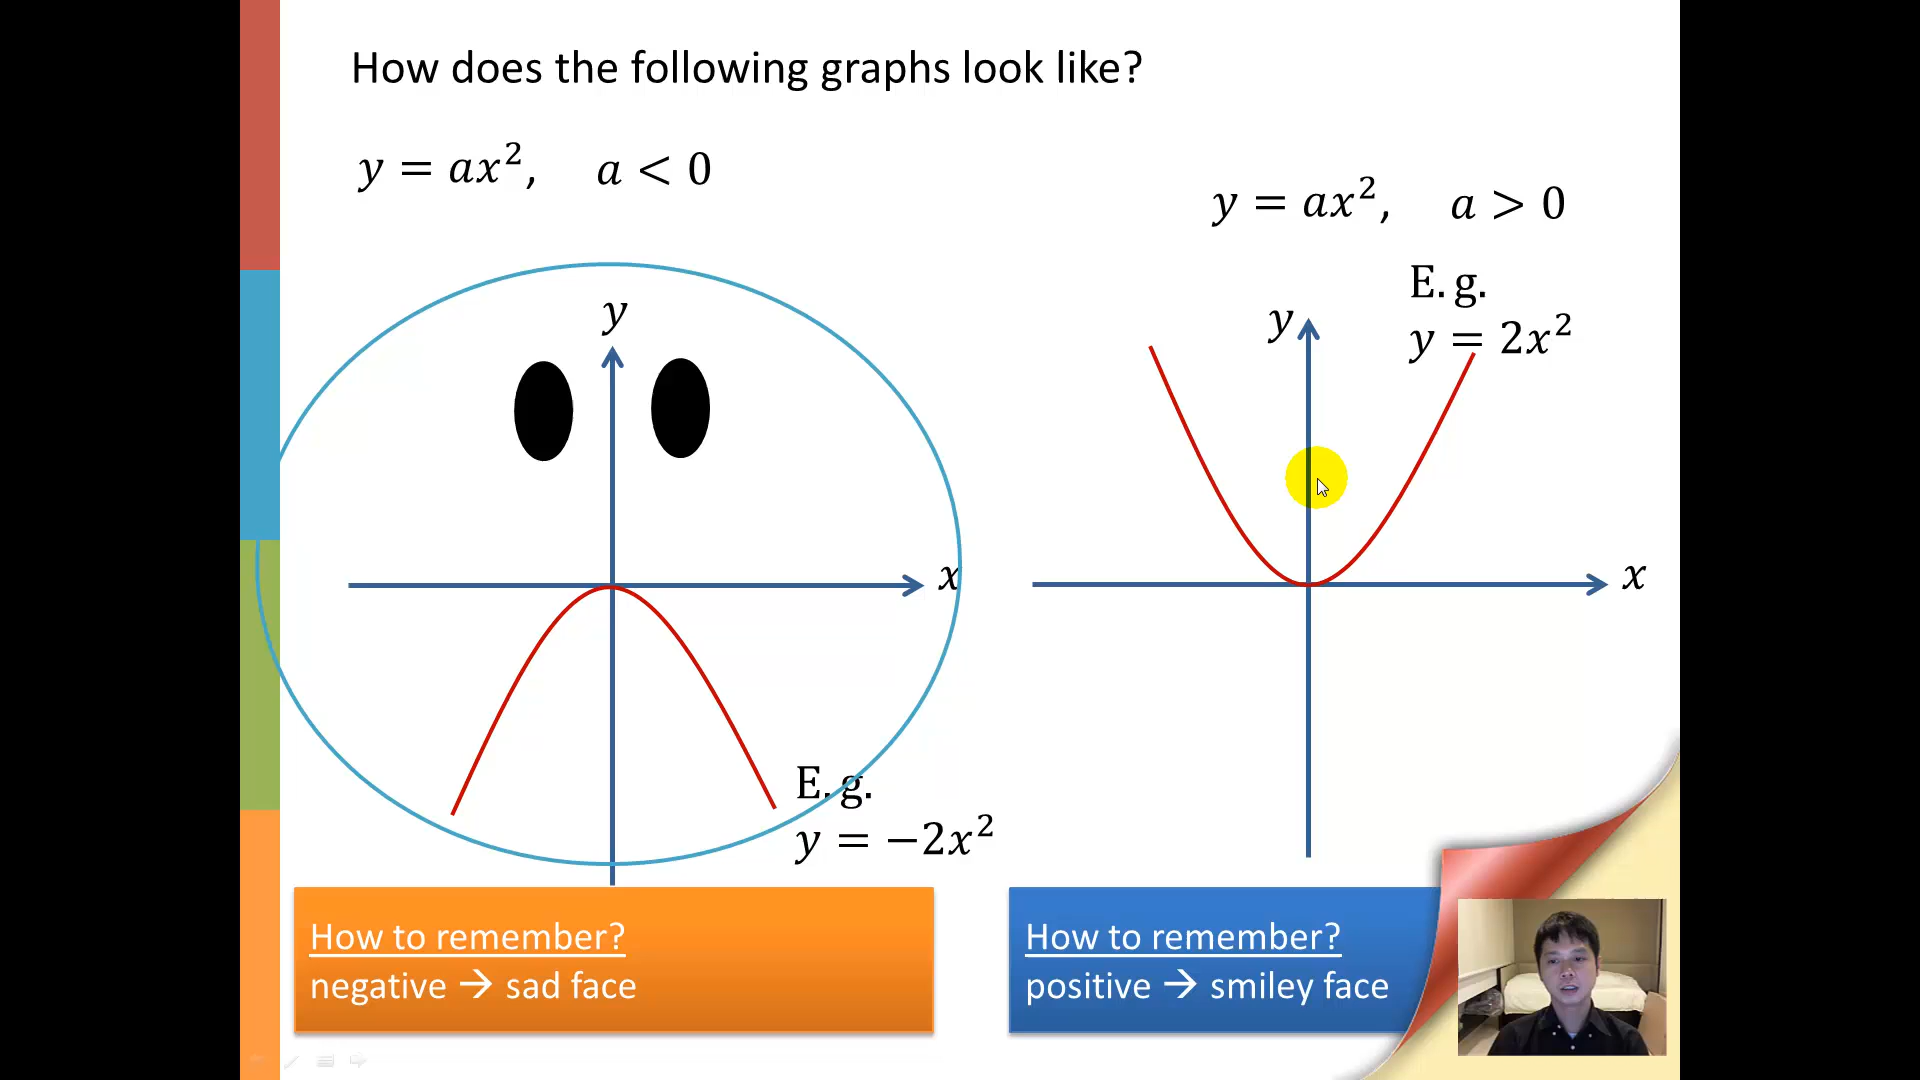 How does the following graphs look like?
y = ax², a < 0
y = ax², a > 0
E. g.
y = 2x²
y
x
y
x
E. g.
y = −2x²
How to remember?
negative → sad face
How to remember?
positive → smiley face